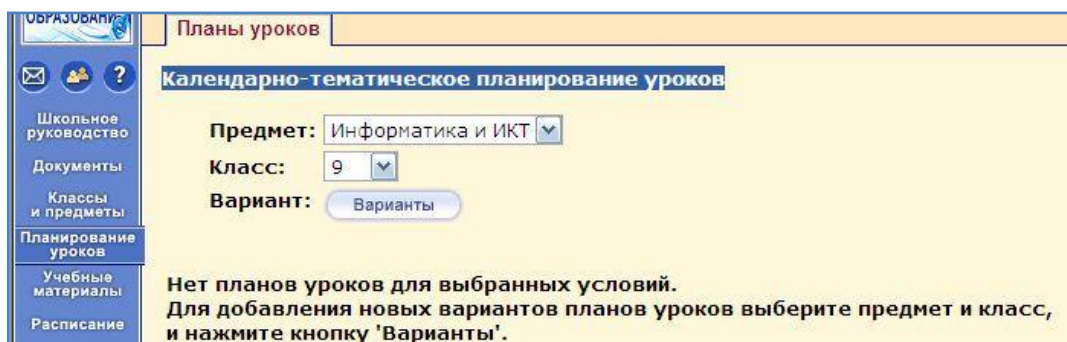 ОБРАЗОВАНИЯ
Планы уроков
?
Календарно-тематическое планирование уроков
Школьное
руководство
Документы
Классы
и предметы
Планирование
уроков
Учебные
материалы
Расписание
Предмет: Информатика и ИКТ
Класс: 9
Вариант: Варианты
Нет планов уроков для выбранных условий.
Для добавления новых вариантов планов уроков выберите предмет и класс,
и нажмите кнопку 'Варианты'.